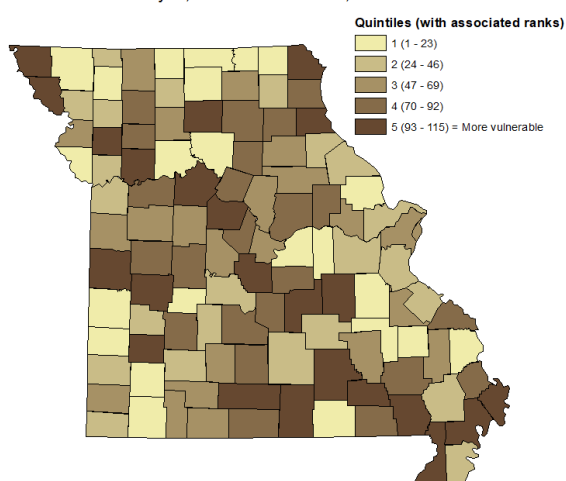 Quintiles (with associated ranks)
1 (1 - 23)
2 (24 - 46)
3 (47 - 69)
4 (70 - 92)
5 (93 - 115) = More vulnerable